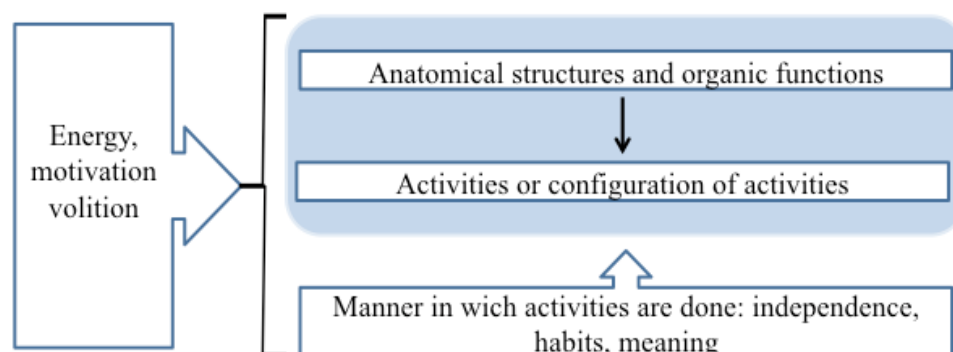 Energy,
motivation
volition
Anatomical structures and organic functions
Activities or configuration of activities
Manner in wich activities are done: independence,
habits, meaning